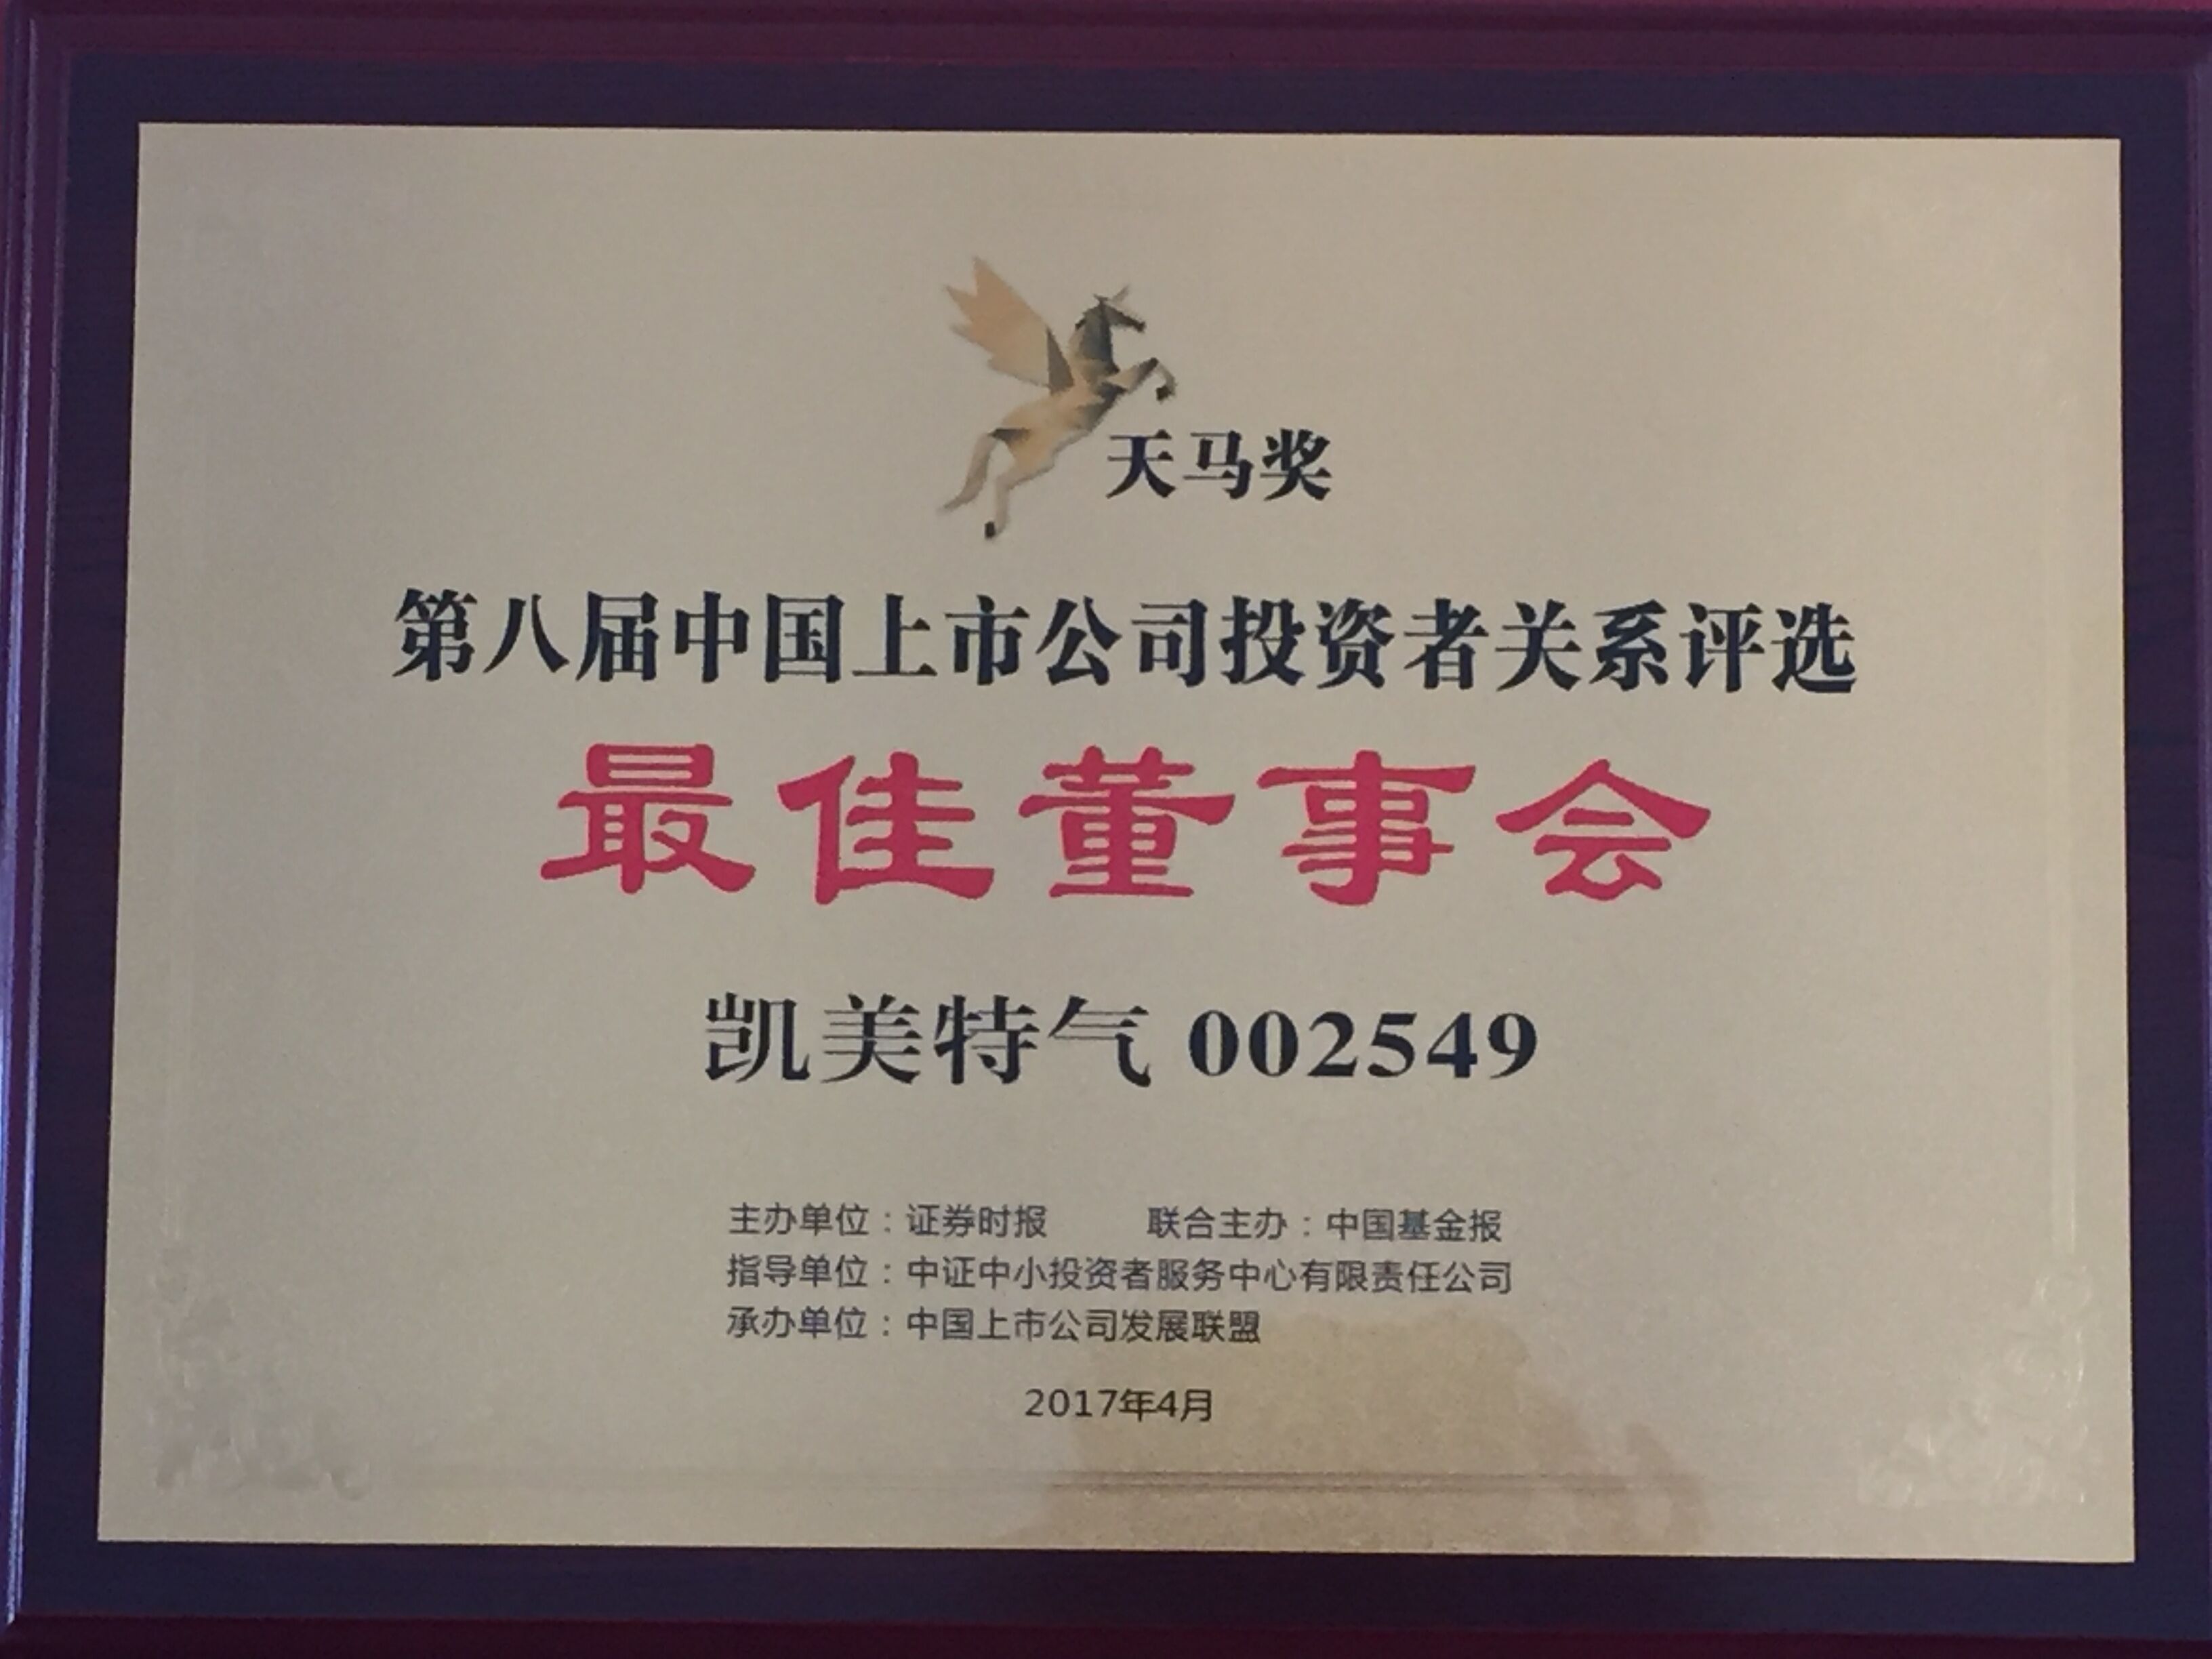 天马奖
第八届中国上市公司投资者关系评选
最佳董事会
凯美特气 002549
主办单位：证券时报 联合主办：中国基金报
指导单位：中证中小投资者服务中心有限责任公司
承办单位：中国上市公司发展联盟
2017年4月